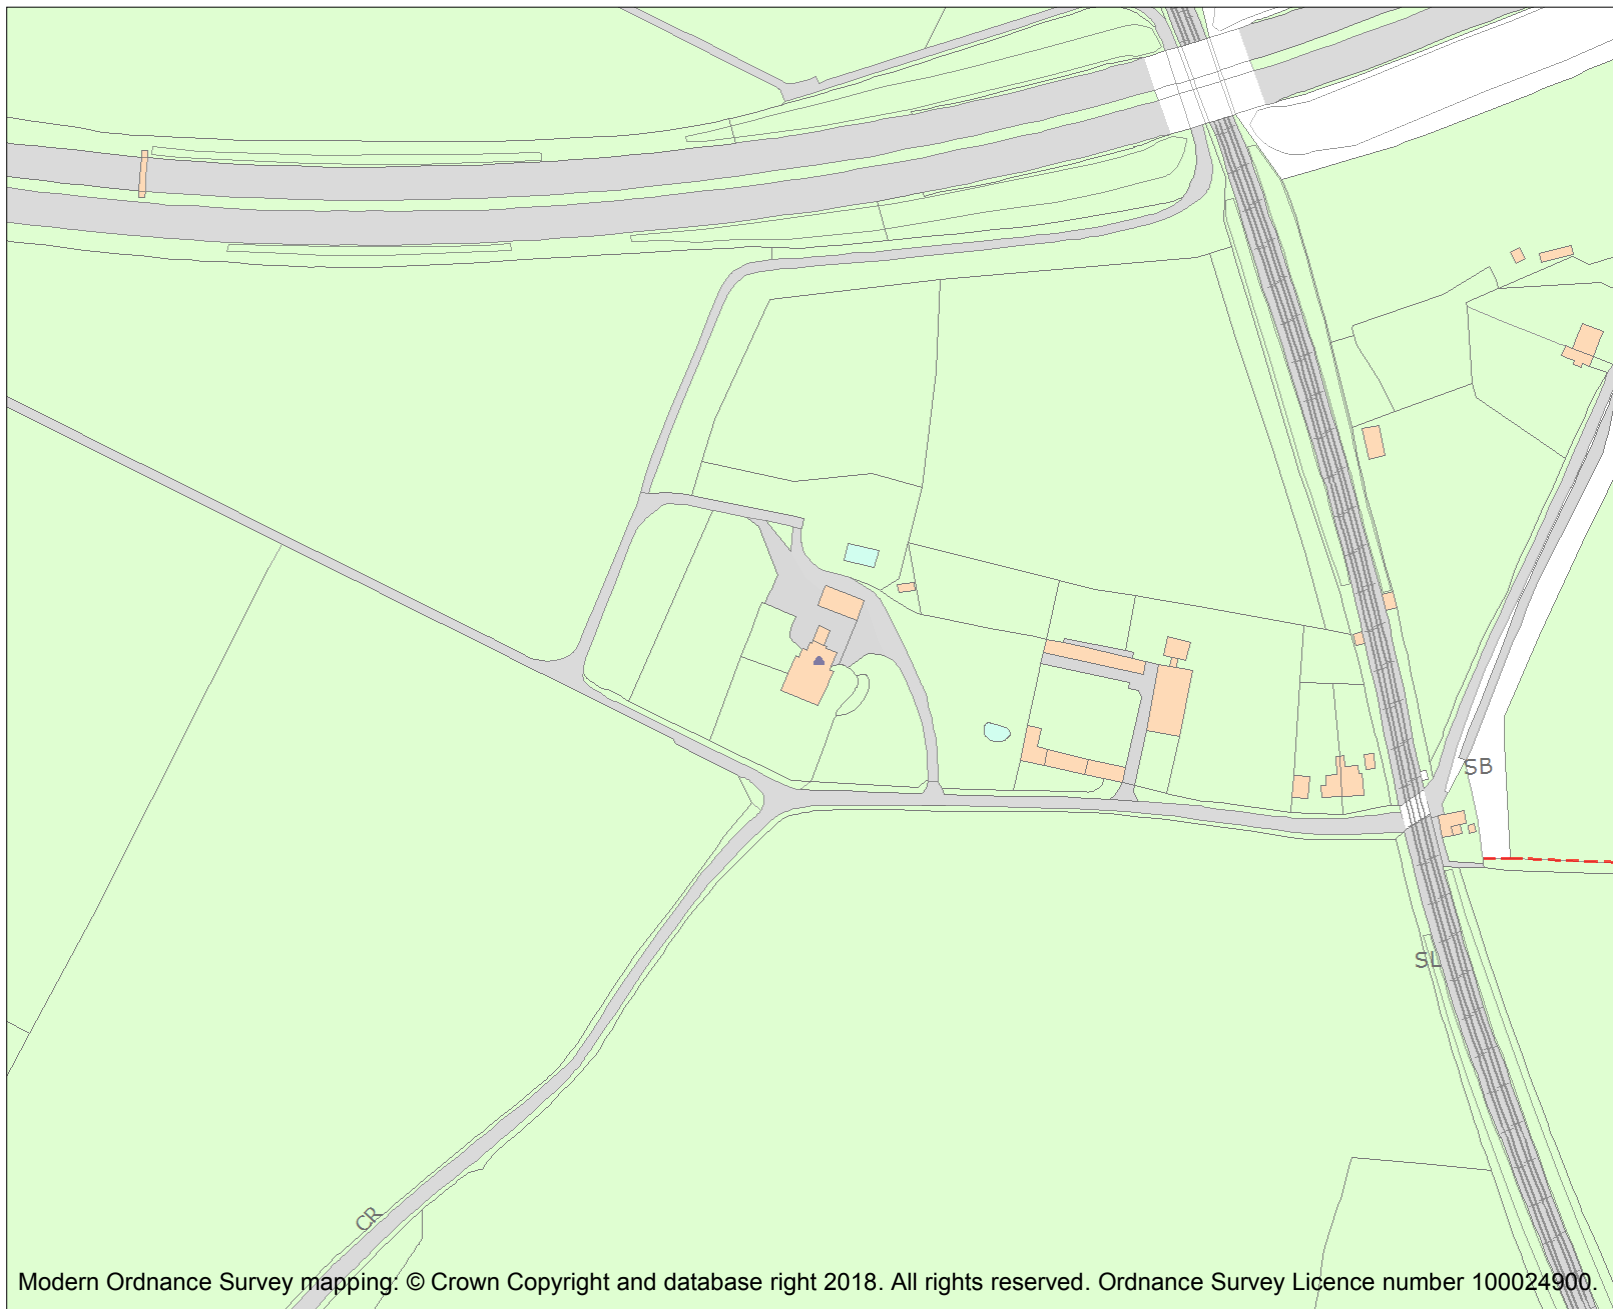 SB
SL
CR
Modern Ordnance Survey mapping: © Crown Copyright and database right 2018. All rights reserved. Ordnance Survey Licence number 100024900.